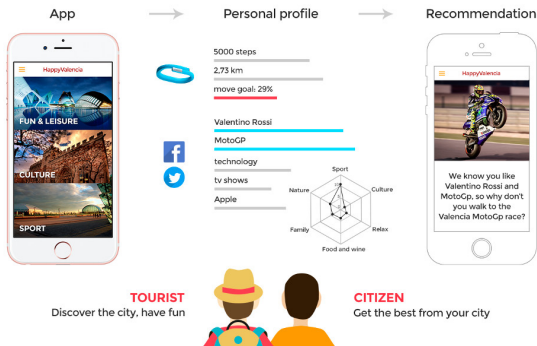 App
Personal profile
Recommendation
HappyValencia
FUN & LEISURE
CULTURE
SPORT
5000 steps
2,73 km
move goal: 29%
Valentino Rossi
MotoGP
technology
tv shows
Apple
Sport
Culture
Relax
Food and wine
Family
Nature
HappyValencia
We know you like
Valentino Rossi and
MotoGp, so why don't
you walk to the
Valencia MotoGp race?
TOURIST
Discover the city, have fun
CITIZEN
Get the best from your city